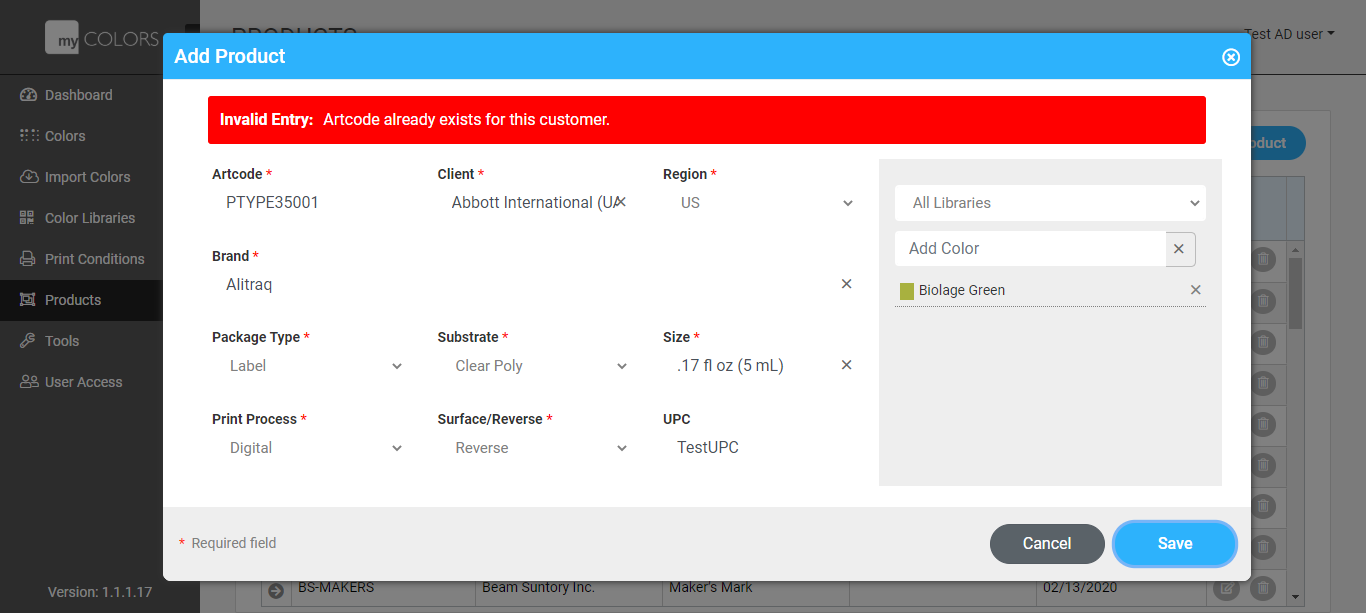 my COLORS
PRODUCTS
Test AD user
Dashboard
Colors
Import Colors
Color Libraries
Print Conditions
Products
Tools
User Access
Version: 1.1.1.17
Add Product
Invalid Entry: Artcode already exists for this customer.
Artcode * Client * Region *
PTYPE35001 Abbott International (UA US
Brand *
Alitraq
Package Type * Substrate * Size *
Label Clear Poly .17 fl oz (5 mL)
Print Process * Surface/Reverse * UPC
Digital Reverse TestUPC
All Libraries
Add Color
Biolage Green
* Required field
Cancel Save
oduct
BS-MAKERS Beam Suntory Inc. Maker's Mark 02/13/2020